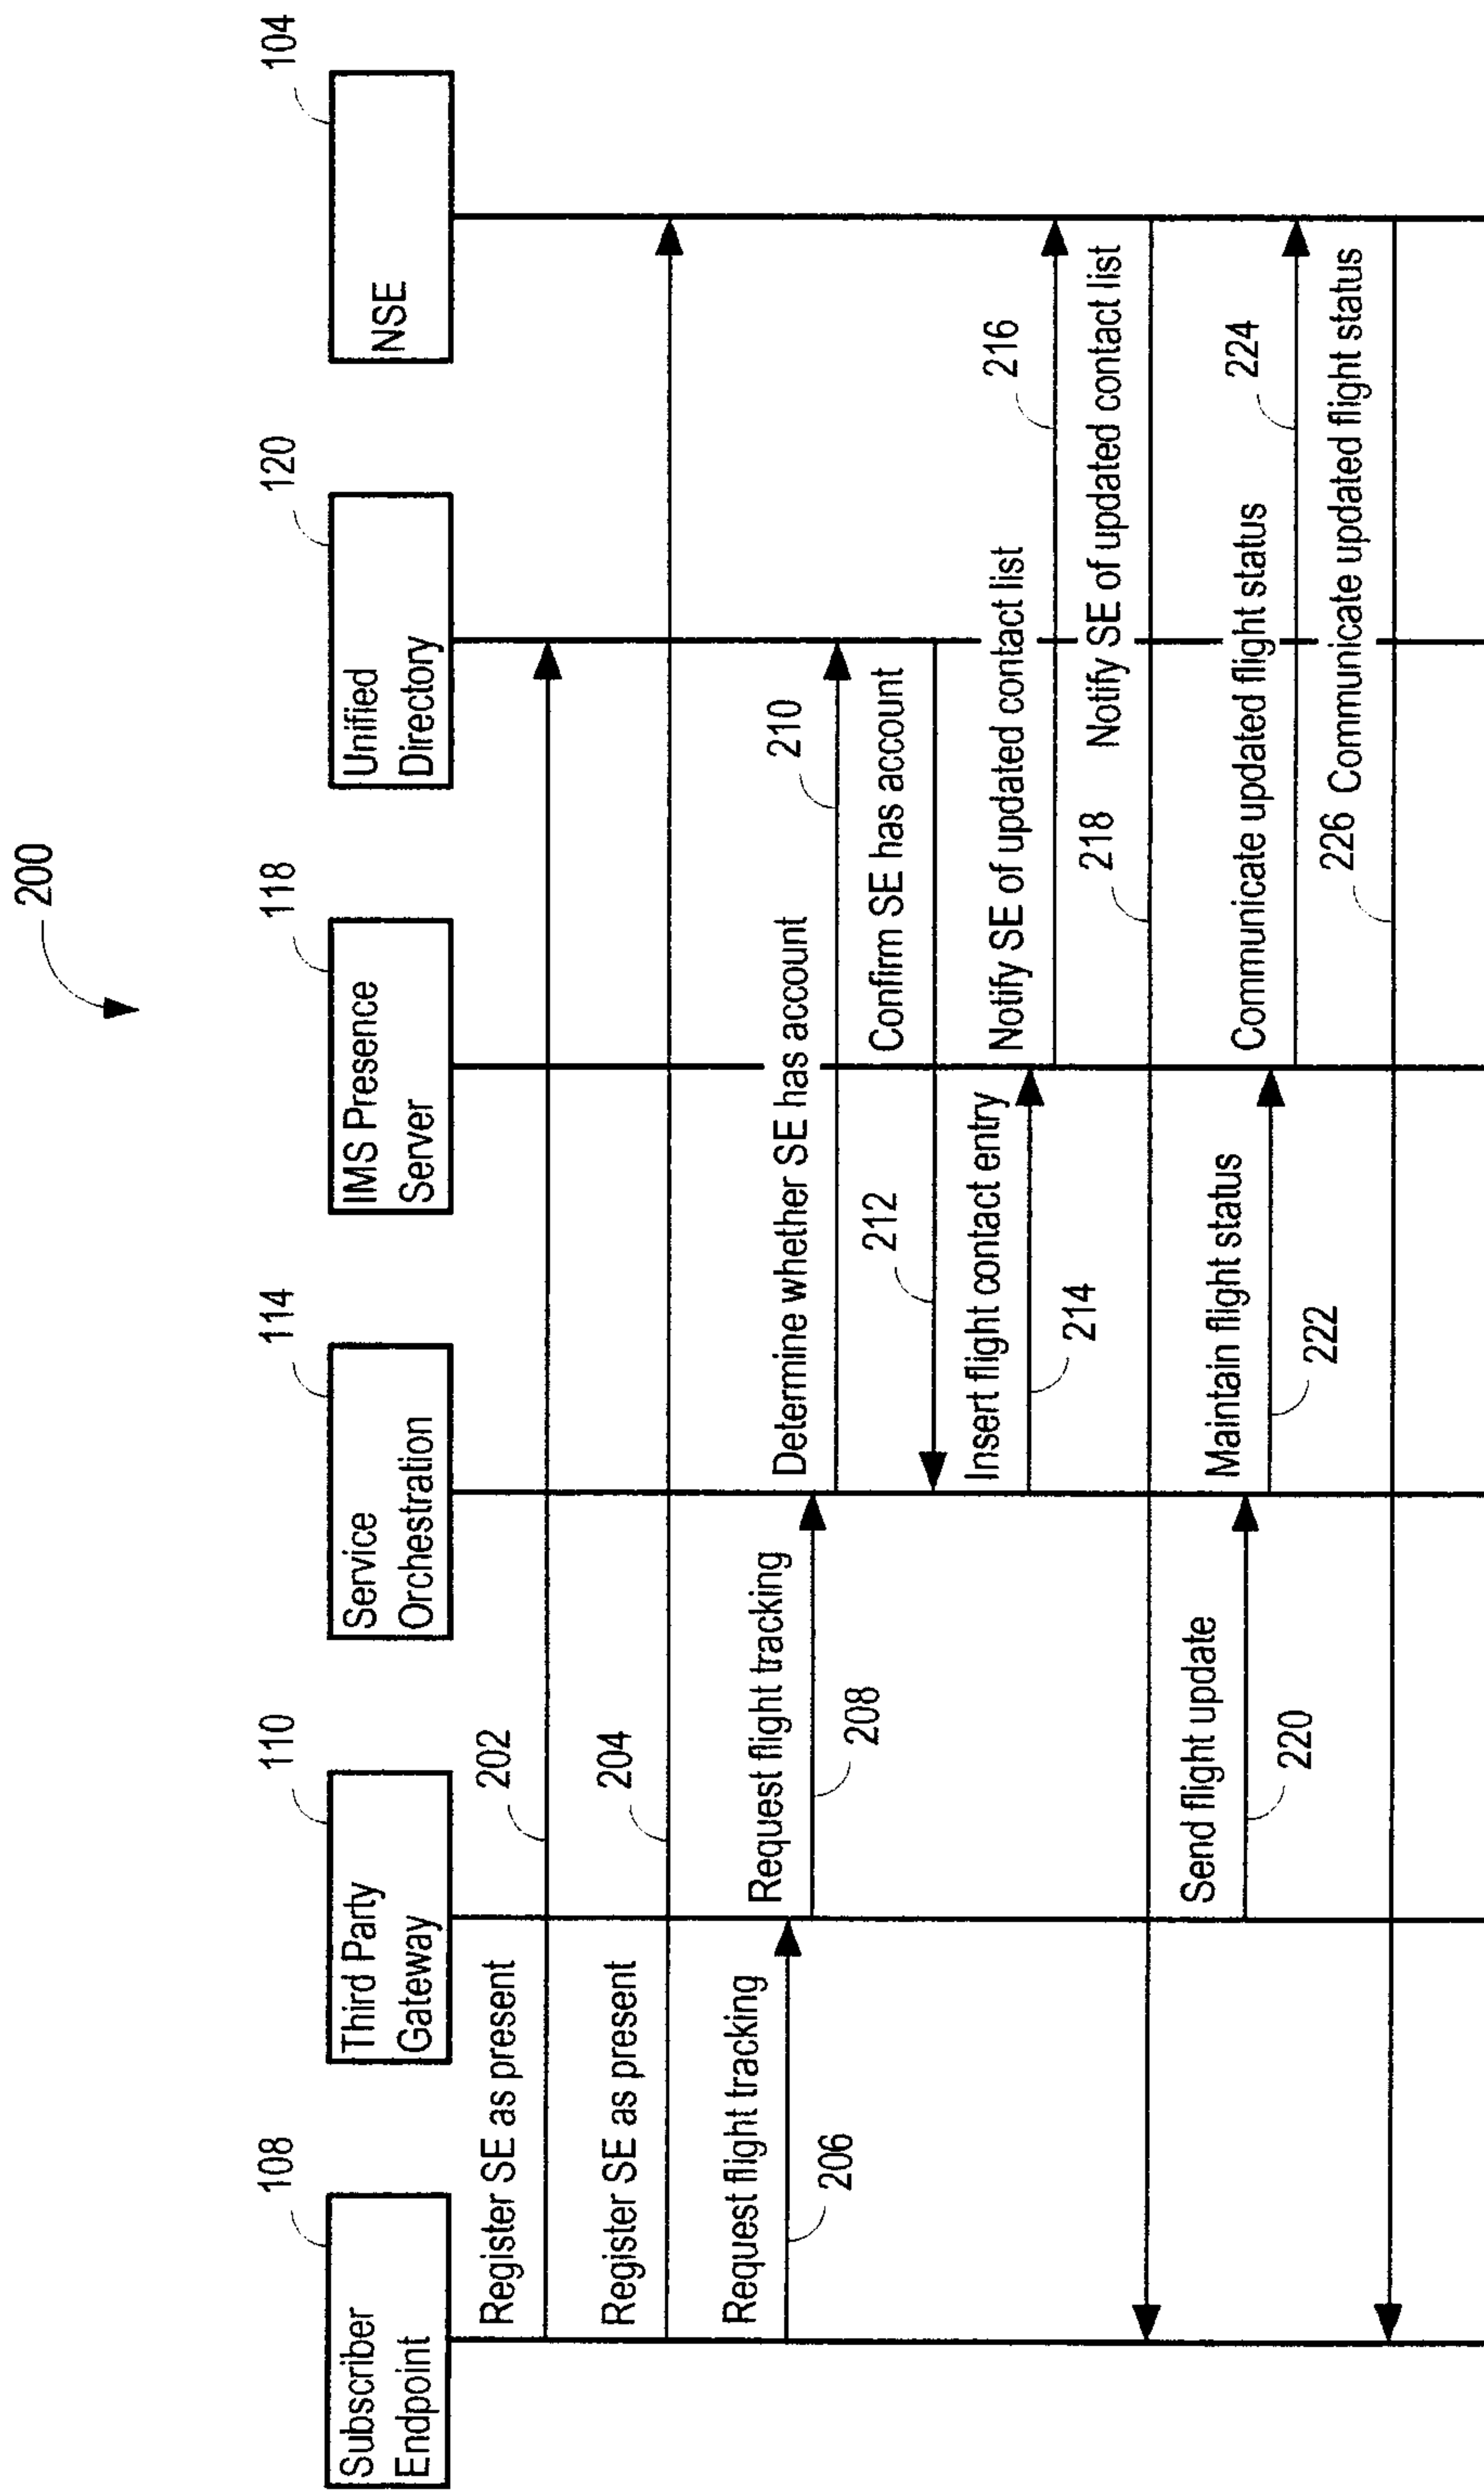 200
108
110
114
118
120
104
Subscriber
Endpoint
Third Party
Gateway
Service
Orchestration
IMS Presence
Server
Unified
Directory
NSE
Register SE as present
202
Register SE as present
204
Request flight tracking
206
Request flight tracking
208
Determine whether SE has account
210
Confirm SE has account
212
Insert flight contact entry
214
Notify SE of updated contact list
216
Notify SE of updated contact list
218
Send flight update
220
Maintain flight status
222
Communicate updated flight status
224
Communicate updated flight status
226